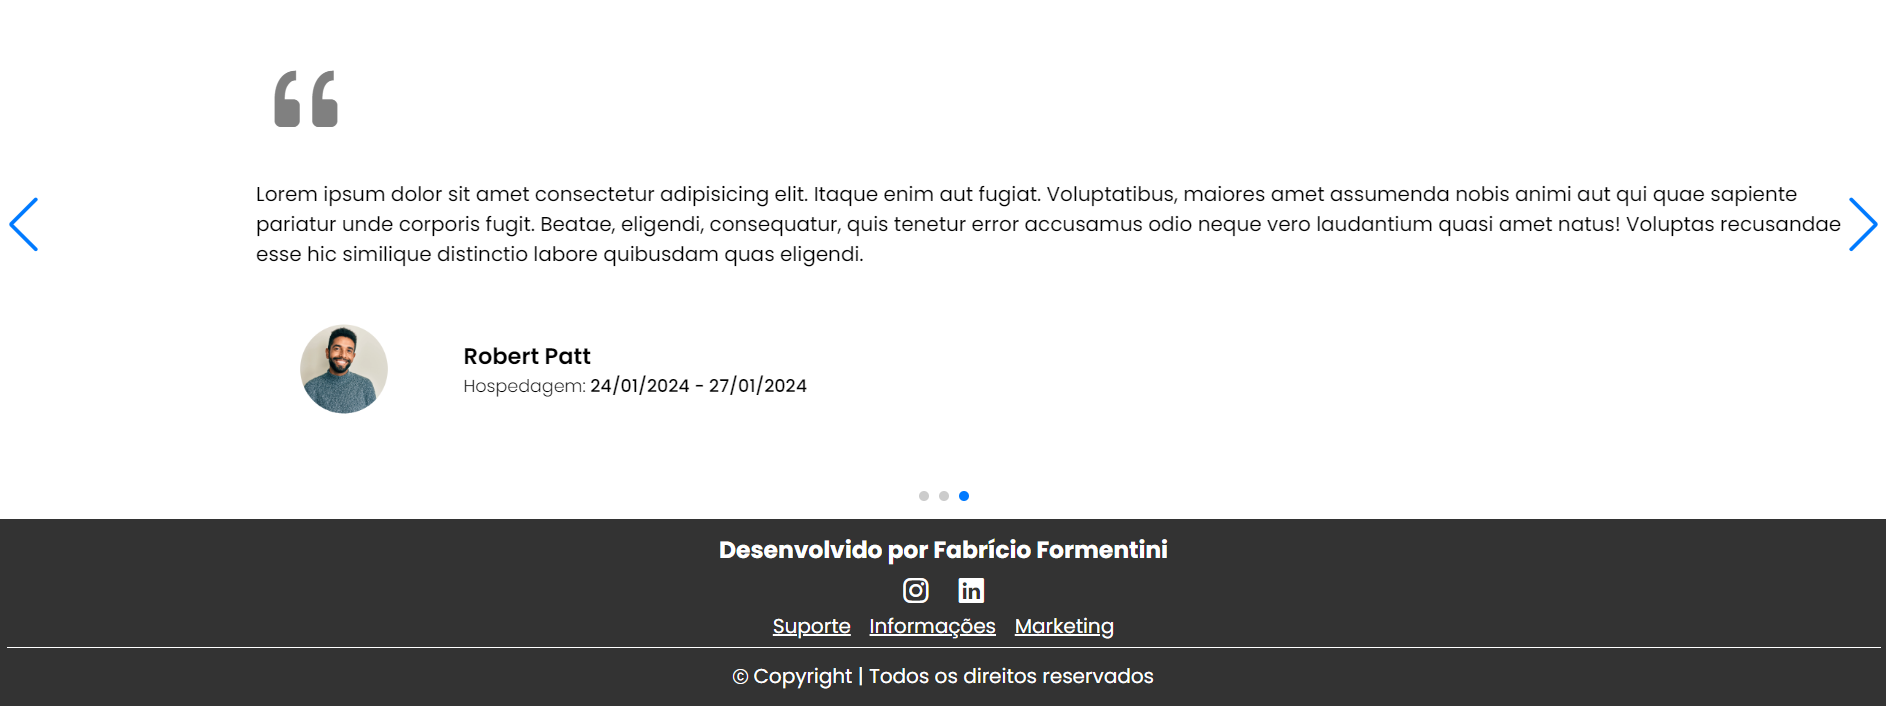 Lorem ipsum dolor sit amet consectetur adipisicing elit. Itaque enim aut fugiat. Voluptatibus, maiores amet assumenda nobis animi aut qui quae sapiente
pariatur unde corporis fugit. Beatae, eligendi, consequatur, quis tenetur error accusamus odio neque vero laudantium quasi amet natus! Voluptas recusandae
esse hic similique distinctio labore quibusdam quas eligendi.
Robert Patt
Hospedagem: 24/01/2024 - 27/01/2024
Desenvolvido por Fabrício Formentini
Suporte Informações Marketing
© Copyright | Todos os direitos reservados